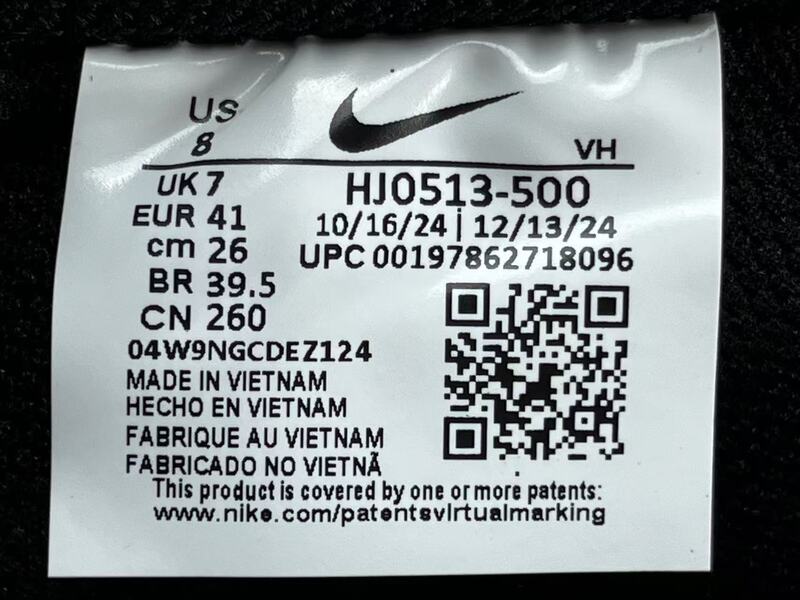 US
8
VH
UK 7
HJ0513-500
EUR 41
10/16/24 | 12/13/24
cm 26
UPC 00197862718096
BR 39.5
CN 260
04W9NGCDEZ124
MADE IN VIETNAM
HECHO EN VIETNAM
FABRIQUE AU VIETNAM
FABRICADO NO VIETNÃ
This product is covered by one or more patents:
www.nike.com/patentsvirtualmarking